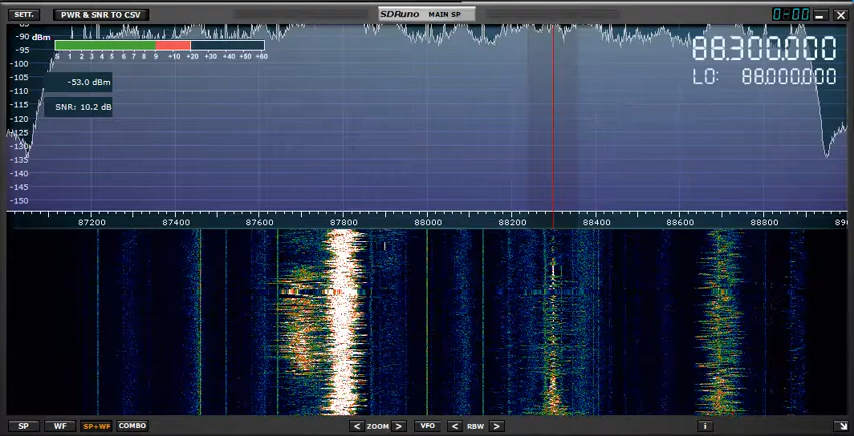 SETT. PWR & SNR TO CSV SDRuno MAIN SP 0-00
dBm
-90
-95
-100
-105
-110
-115
-120
-125
-130
-135
-140
-145
-150
S 1 2 3 4 5 6 7 8 9 +10 +20 +30 +40 +50 +60
-53.0 dBm
SNR: 10.2 dB
88.300.000
LO: 88.000.000
87200 87400 87600 87800 88000 88200 88400 88600 88800
SP WF SP+WF COMBO < ZOOM > VFO < RBW > i